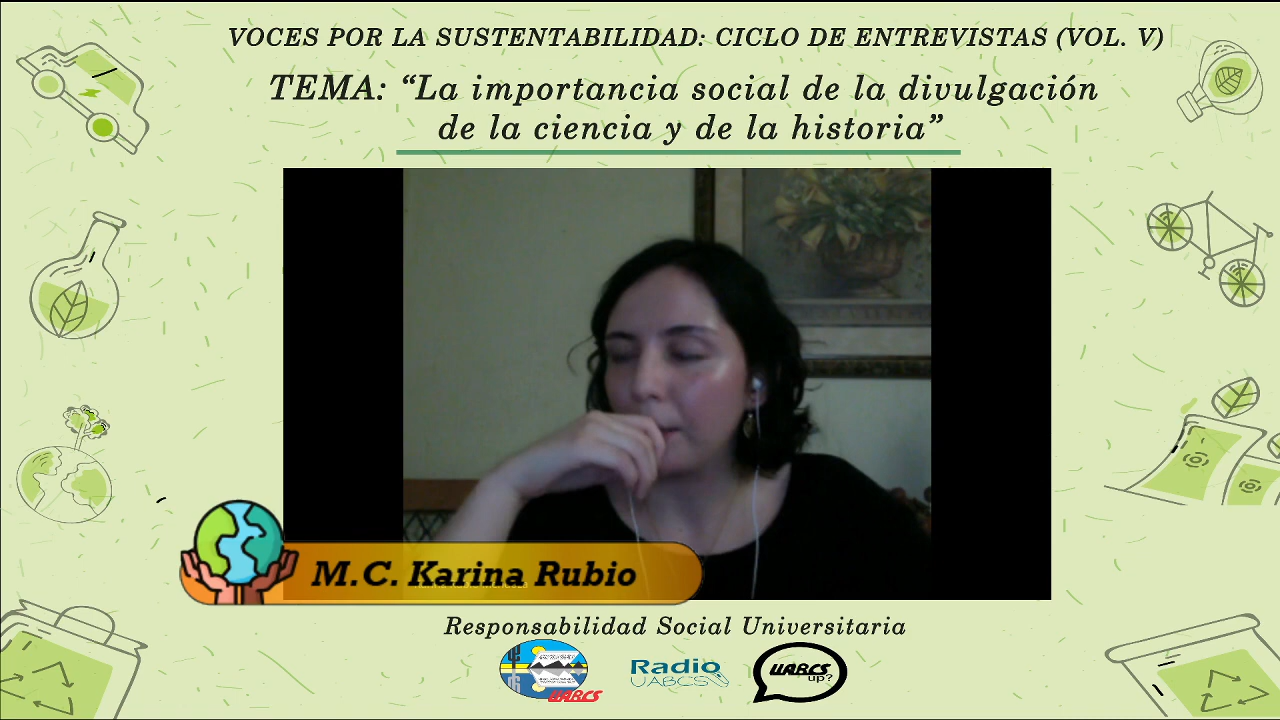 VOCES POR LA SUSTENTABILIDAD: CICLO DE ENTREVISTAS (VOL. V)
TEMA: “La importancia social de la divulgación
de la ciencia y de la historia”
M.C. Karina Rubio
Responsabilidad Social Universitaria
UABCS
Radio
UABCS
UABCS
up?